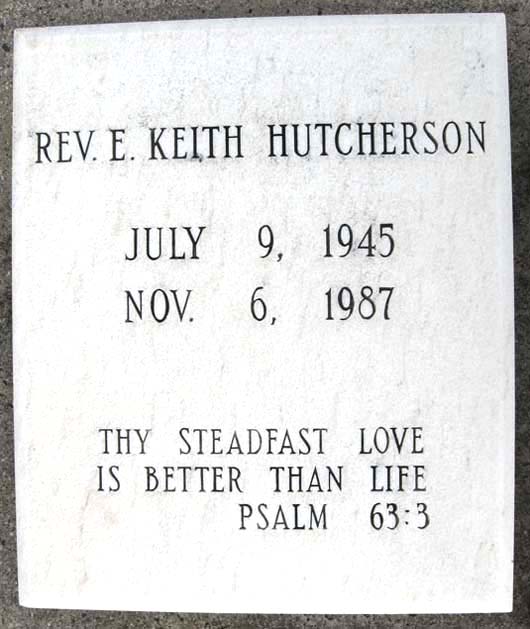 REV. E. KEITH HUTCHERSON
JULY 9, 1945
NOV. 6, 1987
THY STEADFAST LOVE
IS BETTER THAN LIFE
PSALM 63:3